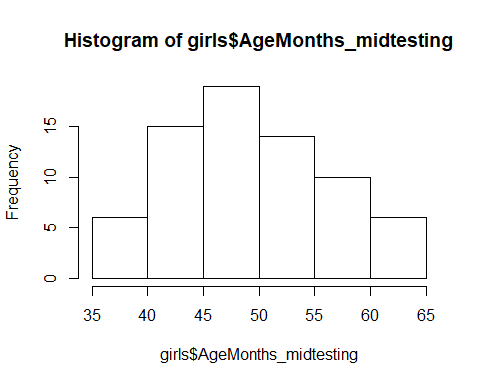 Histogram of girls$AgeMonths_midtesting
Frequency
15
10
5
0
35 40 45 50 55 60 65
girls$AgeMonths_midtesting